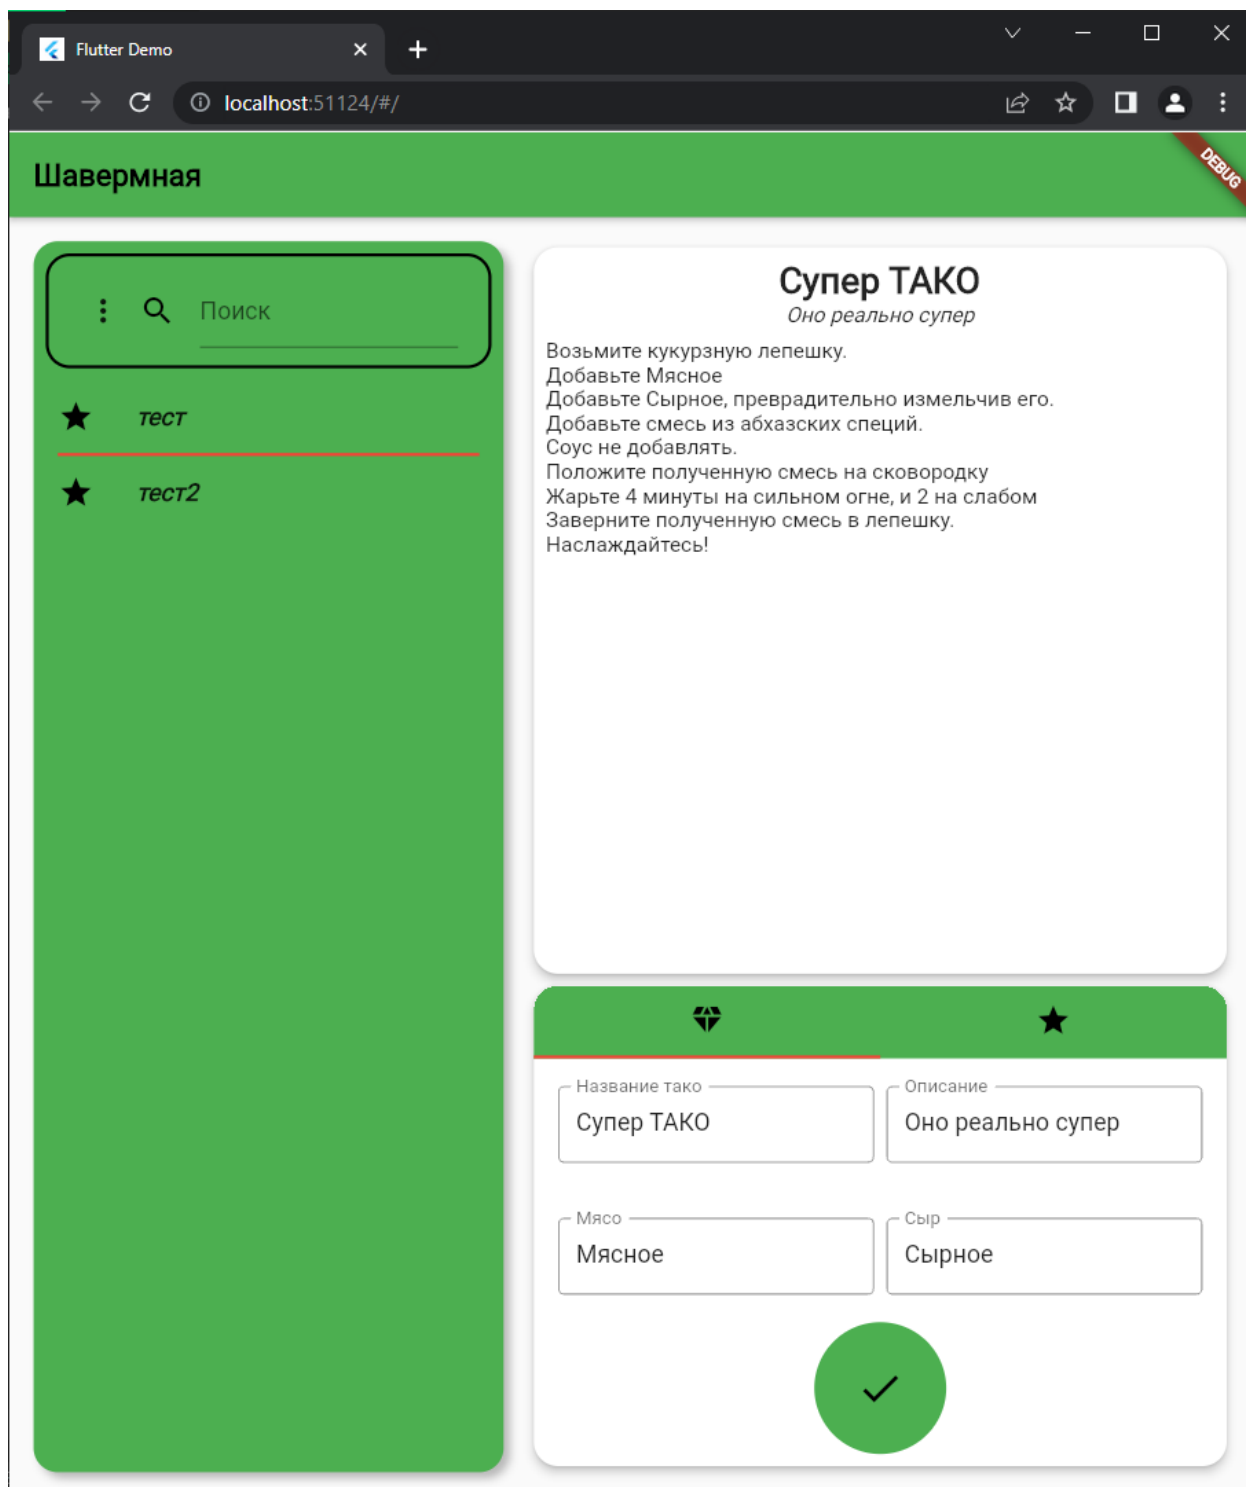 Flutter Demo
localhost:51124/#/
Шавермная
DEBUG
Поиск
тест
тест2
Супер ТАКО
Оно реально супер
Возьмите кукурзную лепешку.
Добавьте Мясное
Добавьте Сырное, преврадительно измельчив его.
Добавьте смесь из абхазских специй.
Соус не добавлять.
Положите полученную смесь на сковородку
Жарьте 4 минуты на сильном огне, и 2 на слабом
Заверните полученную смесь в лепешку.
Наслаждайтесь!
Название тако
Описание
Супер ТАКО
Оно реально супер
Мясо
Сыр
Мясное
Сырное